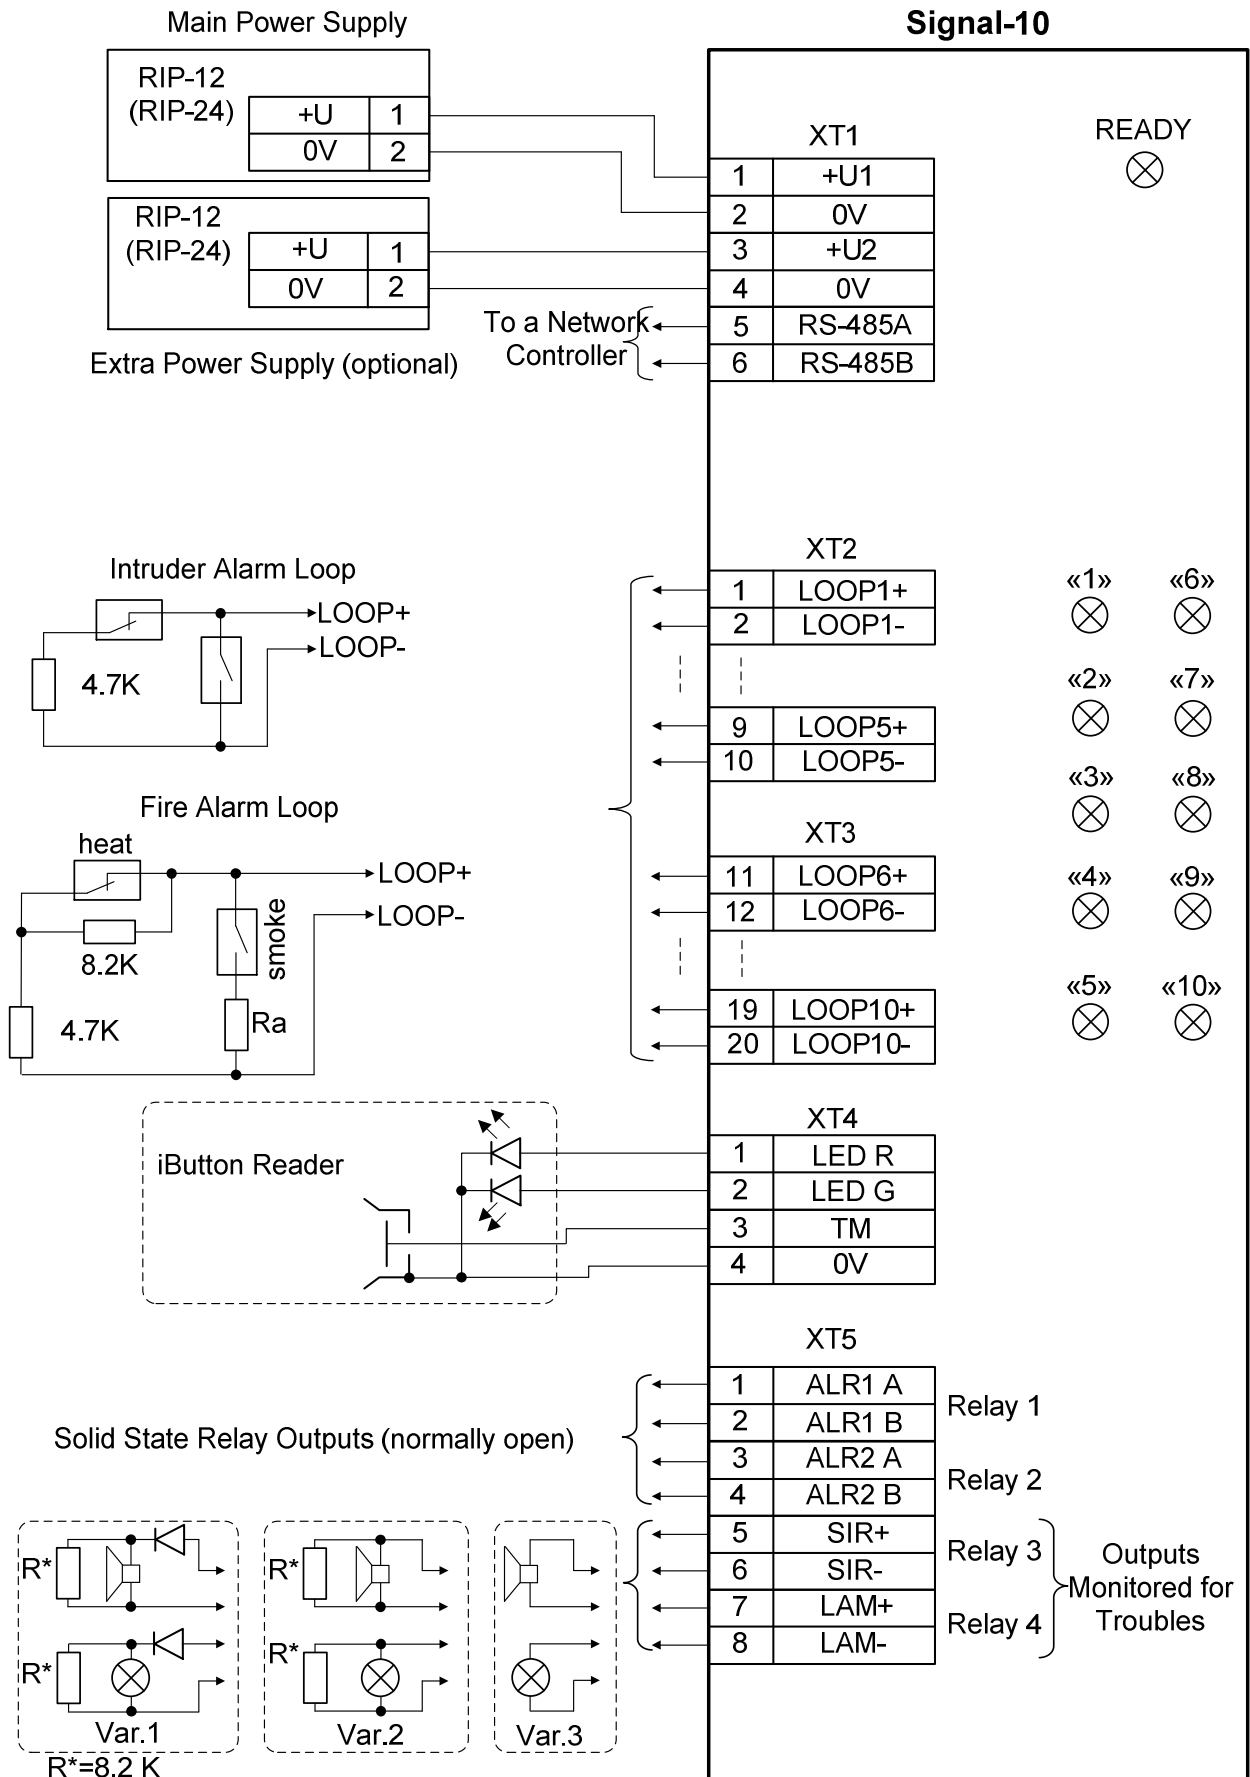 Main Power Supply
Signal-10
RIP-12
(RIP-24)
+U 1
0V 2
XT1
READY
1 +U1
2 0V
3 +U2
4 0V
5 RS-485A
6 RS-485B
RIP-12
(RIP-24)
+U 1
0V 2
To a Network
Controller
Extra Power Supply (optional)
XT2
Intruder Alarm Loop
LOOP+
LOOP-
4.7K
1 LOOP1+
2 LOOP1-
9 LOOP5+
10 LOOP5-
«1» «6»
«2» «7»
«3» «8»
«4» «9»
«5» «10»
Fire Alarm Loop
heat
LOOP+
LOOP-
smoke
8.2K
4.7K
Ra
XT3
11 LOOP6+
12 LOOP6-
19 LOOP10+
20 LOOP10-
iButton Reader
XT4
1 LED R
2 LED G
3 TM
4 0V
XT5
1 ALR1 A
2 ALR1 B
3 ALR2 A
4 ALR2 B
5 SIR+
6 SIR-
7 LAM+
8 LAM-
Relay 1
Relay 2
Relay 3
Relay 4
Outputs
Monitored for
Troubles
Solid State Relay Outputs (normally open)
R*
R*
Var.1
R*
R*
Var.2
Var.3
R*=8.2 K